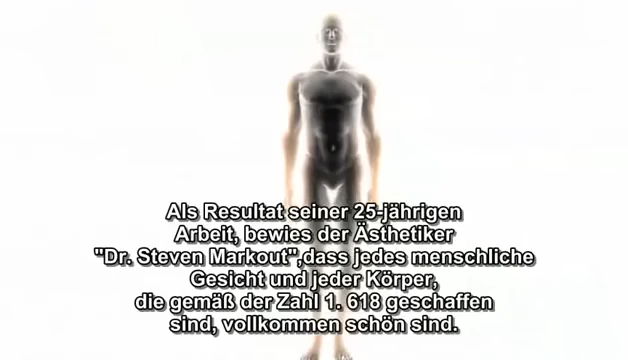 Als Resultat seiner 25-jährigen
Arbeit, bewies der Ästhetiker
"Dr. Steven Markout",dass jedes menschliche
Gesicht und jeder Körper,
die gemäß der Zahl 1. 618 geschaffen
sind, vollkommen schön sind.